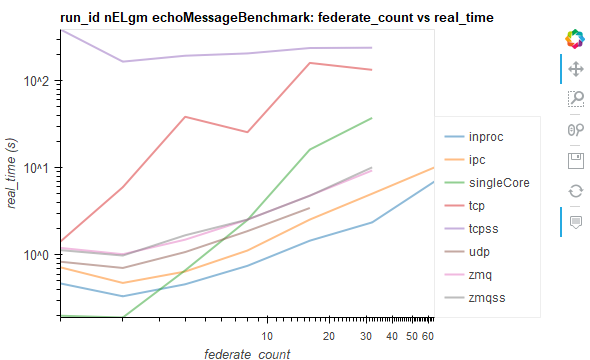 run_id nELgm echoMessageBenchmark: federate_count vs real_time
real_time (s)
10^2
10^1
10^0
10
20
30
40
50
60
federate_count
inproc
ipc
singleCore
tcp
tcpss
udp
zmq
zmqss